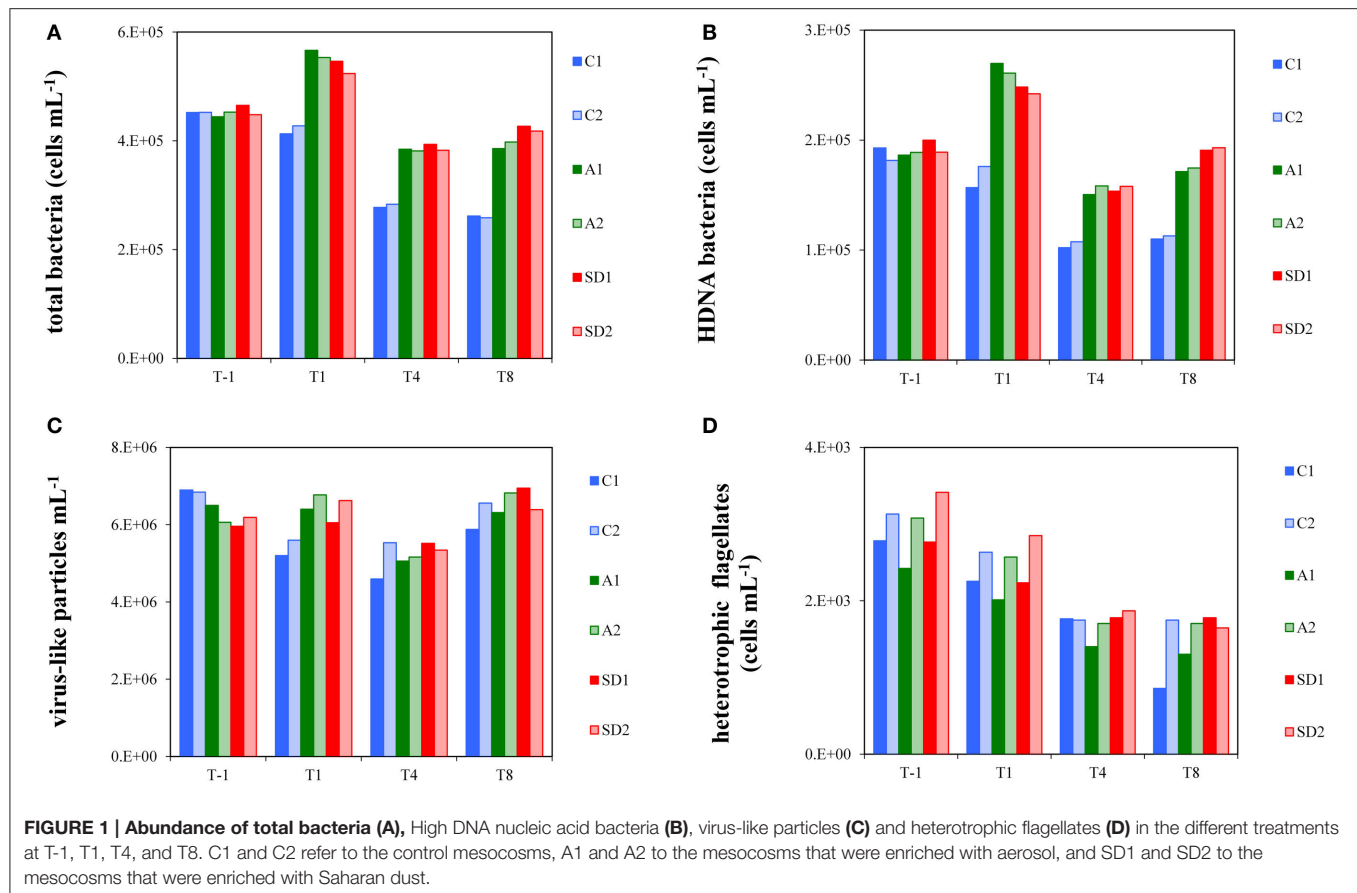 A
total bacteria (cells mL-1)
6.E+05
4.E+05
2.E+05
0.E+00
T-1 T1 T4 T8
C1
C2
A1
A2
SD1
SD2
B
HDNA bacteria (cells mL-1)
3.E+05
2.E+05
1.E+05
0.E+00
T-1 T1 T4 T8
C1
C2
A1
A2
SD1
SD2
C
virus-like particles mL-1
8.E+06
6.E+06
4.E+06
2.E+06
0.E+00
T-1 T1 T4 T8
C1
C2
A1
A2
SD1
SD2
D
heterotrophic flagellates
(cells mL-1)
4.E+03
2.E+03
0.E+00
T-1 T1 T4 T8
C1
C2
A1
A2
SD1
SD2
FIGURE 1 | Abundance of total bacteria (A), High DNA nucleic acid bacteria (B), virus-like particles (C) and heterotrophic flagellates (D) in the different treatments
at T-1, T1, T4, and T8. C1 and C2 refer to the control mesocosms, A1 and A2 to the mesocosms that were enriched with aerosol, and SD1 and SD2 to the
mesocosms that were enriched with Saharan dust.